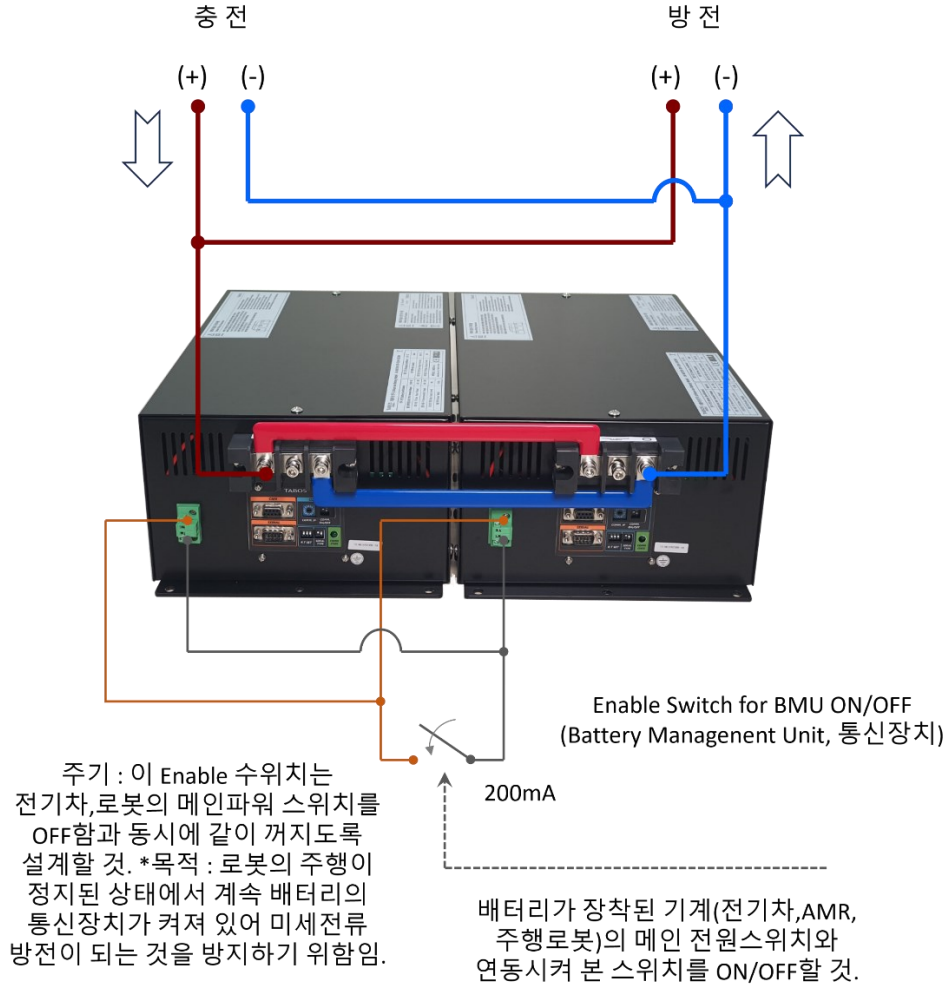 충 전
방 전
(+) (-)
(+) (-)
TABOS
Enable Switch for BMU ON/OFF
(Battery Managenent Unit, 통신장치)
200mA
주기 : 이 Enable 수위치는
전기차,로봇의 메인파워 스위치를
OFF함과 동시에 같이 꺼지도록
설계할 것. *목적 : 로봇의 주행이
정지된 상태에서 계속 배터리의
통신장치가 켜져 있어 미세전류
방전이 되는 것을 방지하기 위함임.
배터리가 장착된 기계(전기차,AMR,
주행로봇)의 메인 전원스위치와
연동시켜 본 스위치를 ON/OFF할 것.